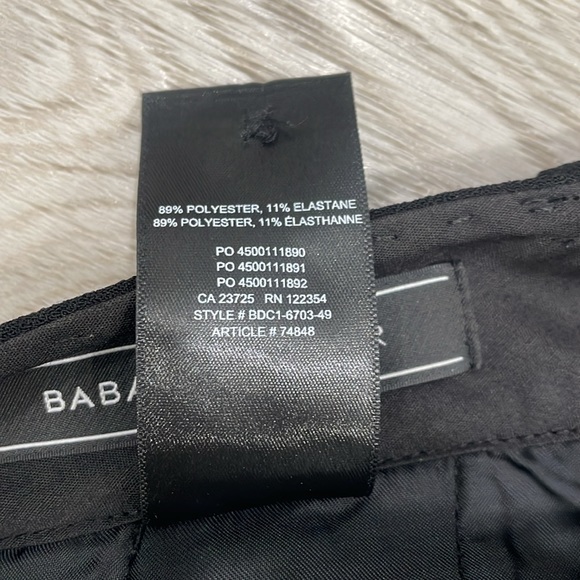 89% POLYESTER, 11% ELASTANE
89% POLYESTER, 11% ÉLASTHANNE
PO 4500111890
PO 4500111891
PO 4500111892
CA 23725 RN 122354
STYLE # BDC1-6703-49
ARTICLE # 74848
BABA R